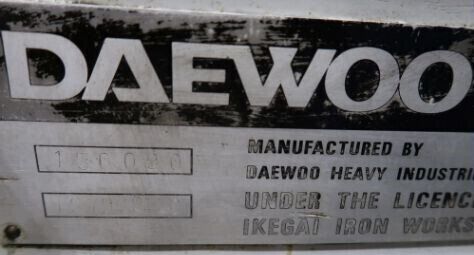 DAEWOO
MANUFACTURED BY
DAEWOO HEAVY INDUSTRI
UNDER THE LICENC
IKEGAI IRON WORKS